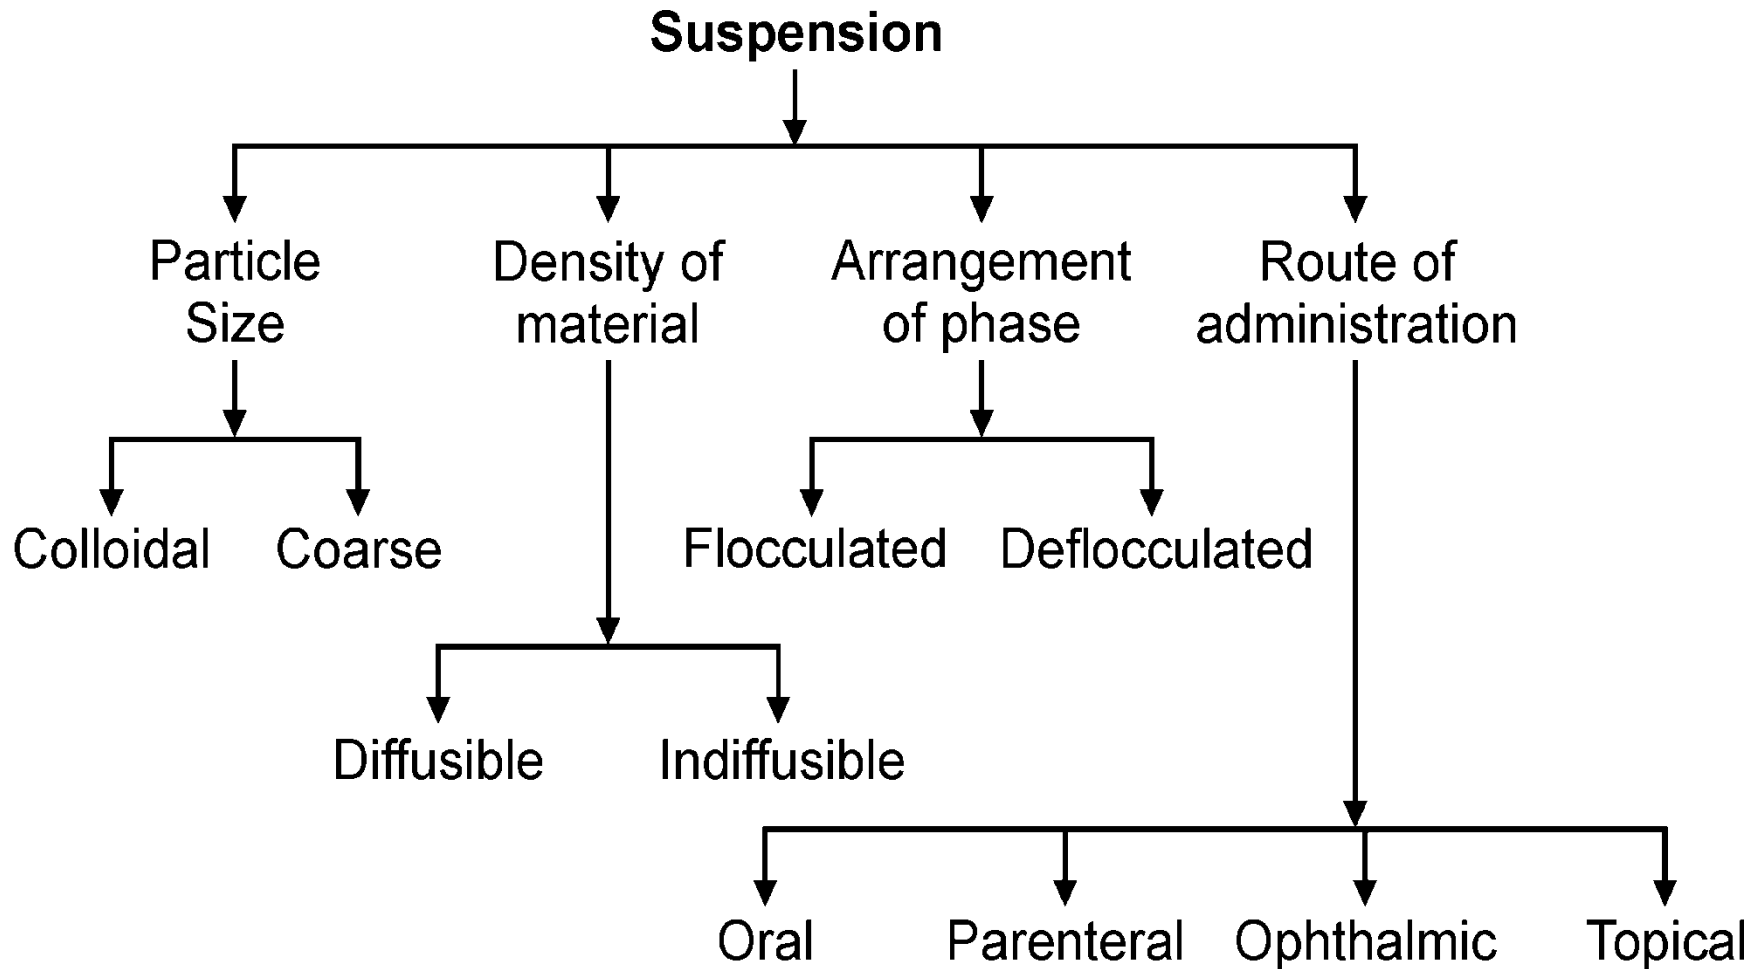 Suspension
Particle
Size
Density of
material
Arrangement
of phase
Route of
administration
Colloidal
Coarse
Flocculated
Deflocculated
Diffusible
Indiffusible
Oral
Parenteral
Ophthalmic
Topical